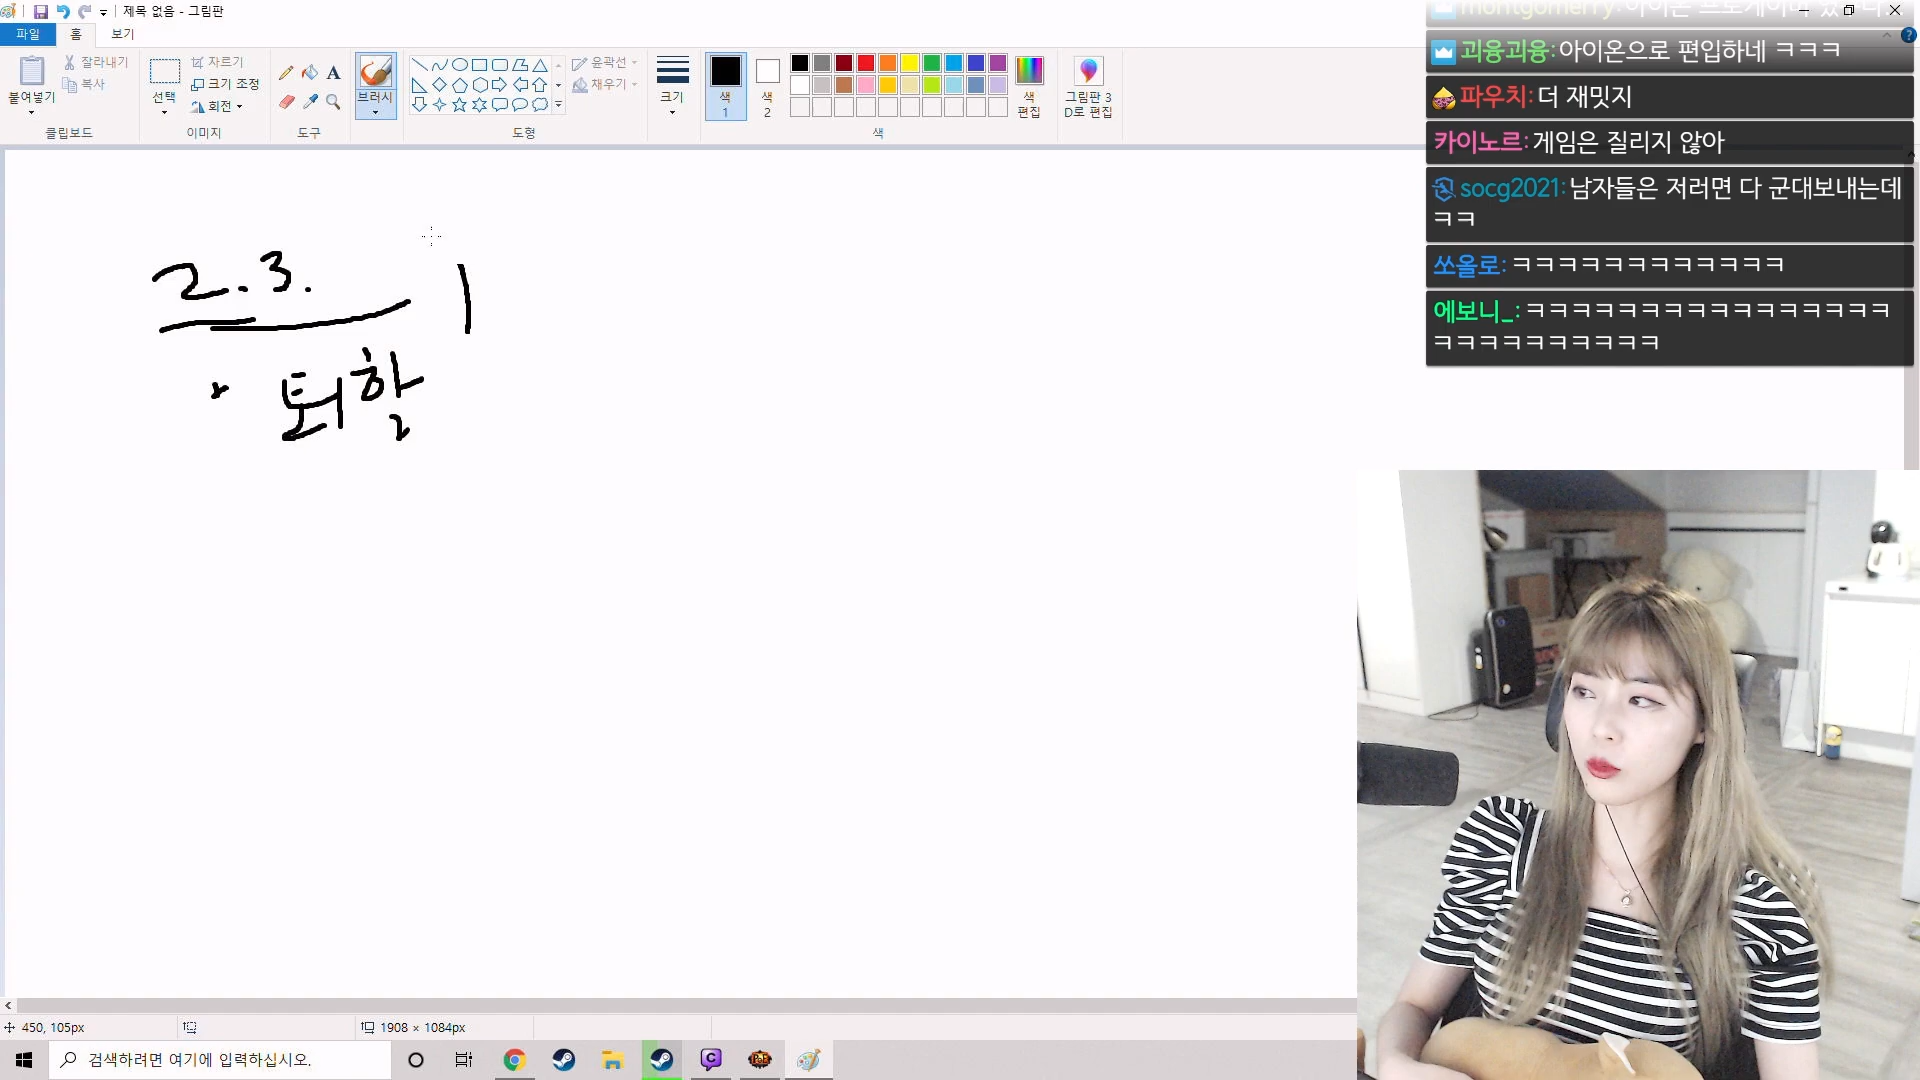 제목 없음 - 그림판
파일 홈 보기
붙여넣기
잘라내기
복사
클립보드
선택
자르기
크기 조정
회전
이미지
A
도구
브러시
윤곽선
채우기
도형
크기
색
1
색
2
색
편집
색
그림판 3
D로 편집
괴융괴융: 아이온으로 편입하네 ㅋㅋㅋ
파우치: 더 재밋지
카이노르: 게임은 질리지 않아
socg2021: 남자들은 저러면 다 군대보내는데
ㅋㅋ
쏘올로: ㅋㅋㅋㅋㅋㅋㅋㅋㅋㅋㅋㅋ
에보니_: ㅋㅋㅋㅋㅋㅋㅋㅋㅋㅋㅋㅋㅋㅋㅋㅋ
ㅋㅋㅋㅋㅋㅋㅋㅋㅋㅋ
2.3.
퇴학
450, 105px
1908 × 1084px
검색하려면 여기에 입력하십시오.